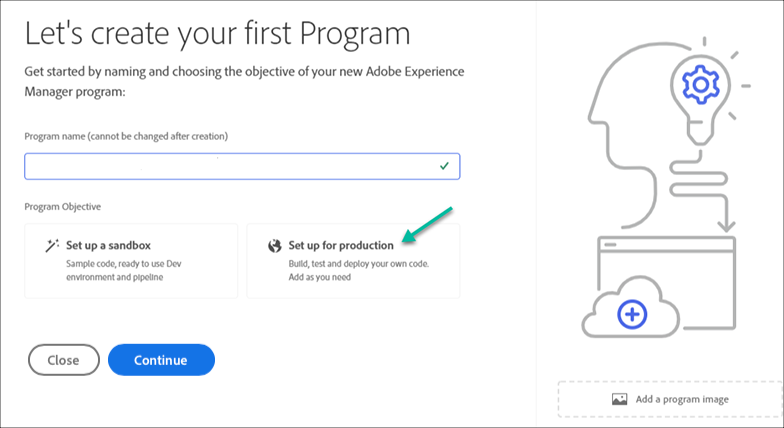 Let's create your first Program
Get started by naming and choosing the objective of your new Adobe Experience
Manager program:
Program name (cannot be changed after creation)
Program Objective
Set up a sandbox
Sample code, ready to use Dev
environment and pipeline
Set up for production
Build, test and deploy your own code.
Add as you need
Close
Continue
Add a program image